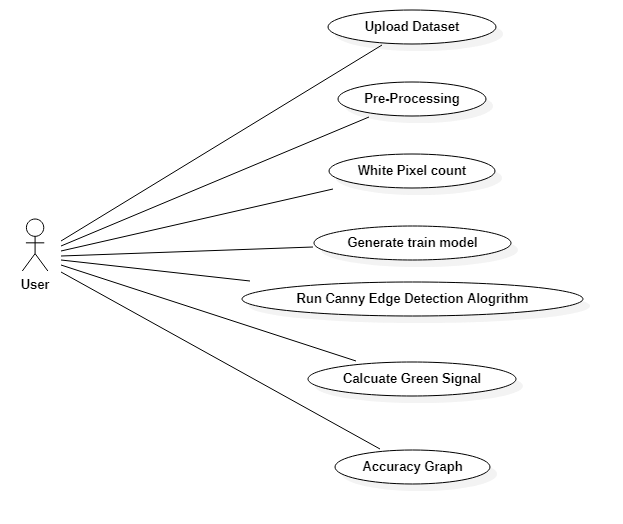 Upload Dataset
Pre-Processing
White Pixel count
Generate train model
User
Run Canny Edge Detection Alogrithm
Calcuate Green Signal
Accuracy Graph